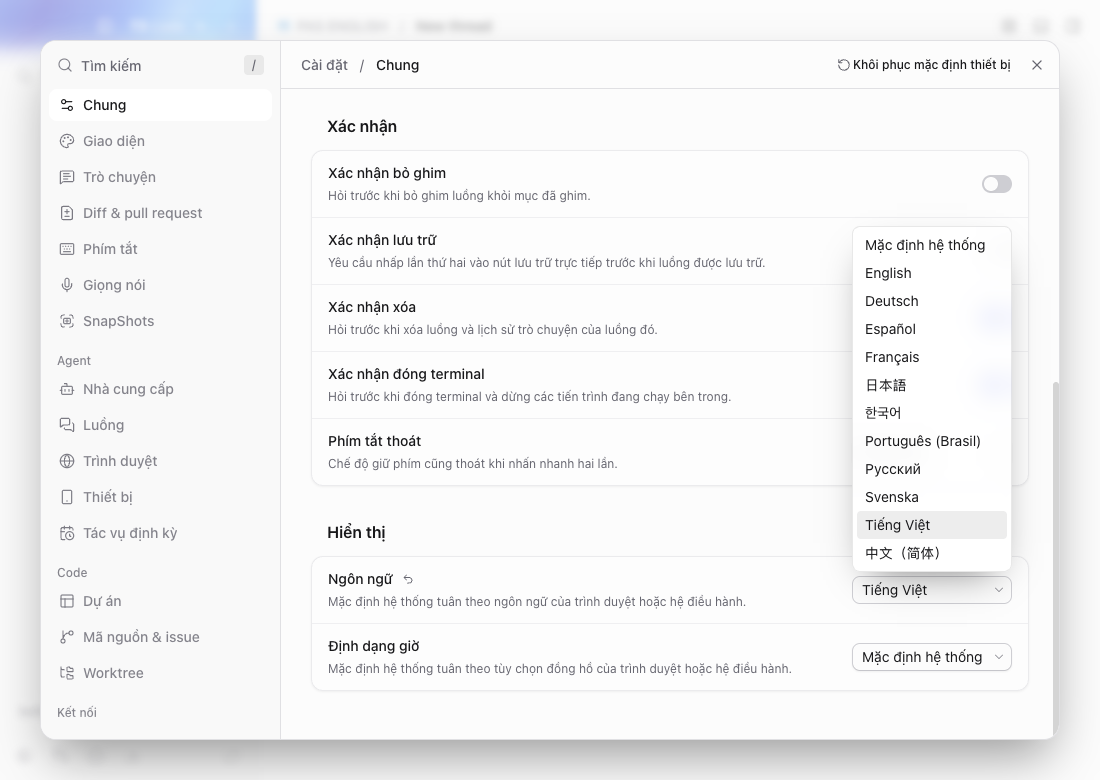 New thread
Tìm kiếm
/
Chung
Giao diện
Trò chuyện
Diff & pull request
Phím tắt
Giọng nói
SnapShots
Agent
Nhà cung cấp
Luồng
Trình duyệt
Thiết bị
Tác vụ định kỳ
Code
Dự án
Mã nguồn & issue
Worktree
Kết nối
Cài đặt / Chung
Khôi phục mặc định thiết bị
Xác nhận
Xác nhận bỏ ghim
Hỏi trước khi bỏ ghim luồng khỏi mục đã ghim.
Xác nhận lưu trữ
Yêu cầu nhấp lần thứ hai vào nút lưu trữ trực tiếp trước khi luồng được lưu trữ.
Xác nhận xóa
Hỏi trước khi xóa luồng và lịch sử trò chuyện của luồng đó.
Xác nhận đóng terminal
Hỏi trước khi đóng terminal và dừng các tiến trình đang chạy bên trong.
Phím tắt thoát
Chế độ giữ phím cũng thoát khi nhấn nhanh hai lần.
Mặc định hệ thống
English
Deutsch
Español
Français
日本語
한국어
Português (Brasil)
Русский
Svenska
Tiếng Việt
中文（简体）
Hiển thị
Ngôn ngữ
Mặc định hệ thống tuân theo ngôn ngữ của trình duyệt hoặc hệ điều hành.
Tiếng Việt
Định dạng giờ
Mặc định hệ thống tuân theo tùy chọn đồng hồ của trình duyệt hoặc hệ điều hành.
Mặc định hệ thống